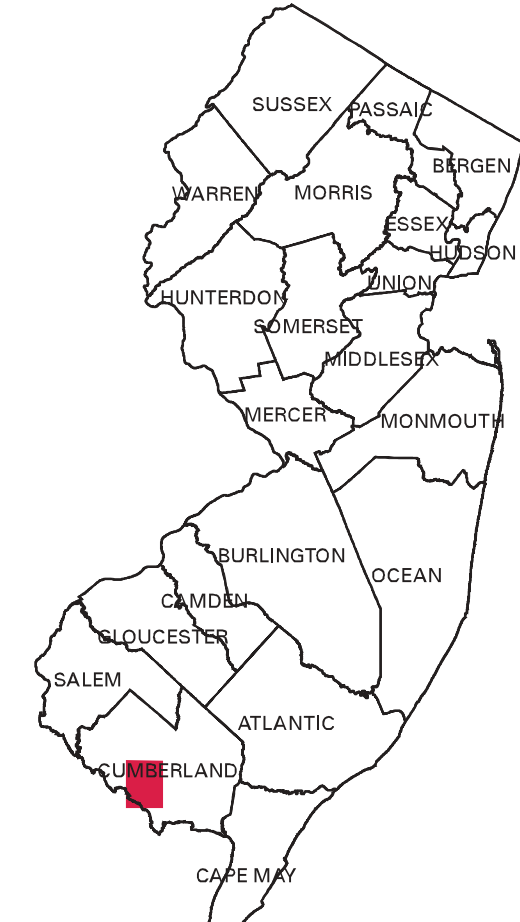 SUSSEX
PASSAIC
BERGEN
WARREN
MORRIS
ESSEX
HUDSON
UNION
HUNTERDON
SOMERSET
MIDDLESEX
MERCER
MONMOUTH
BURLINGTON
OCEAN
CAMDEN
GLOUCESTER
SALEM
ATLANTIC
CUMBERLAND
CAPE MAY